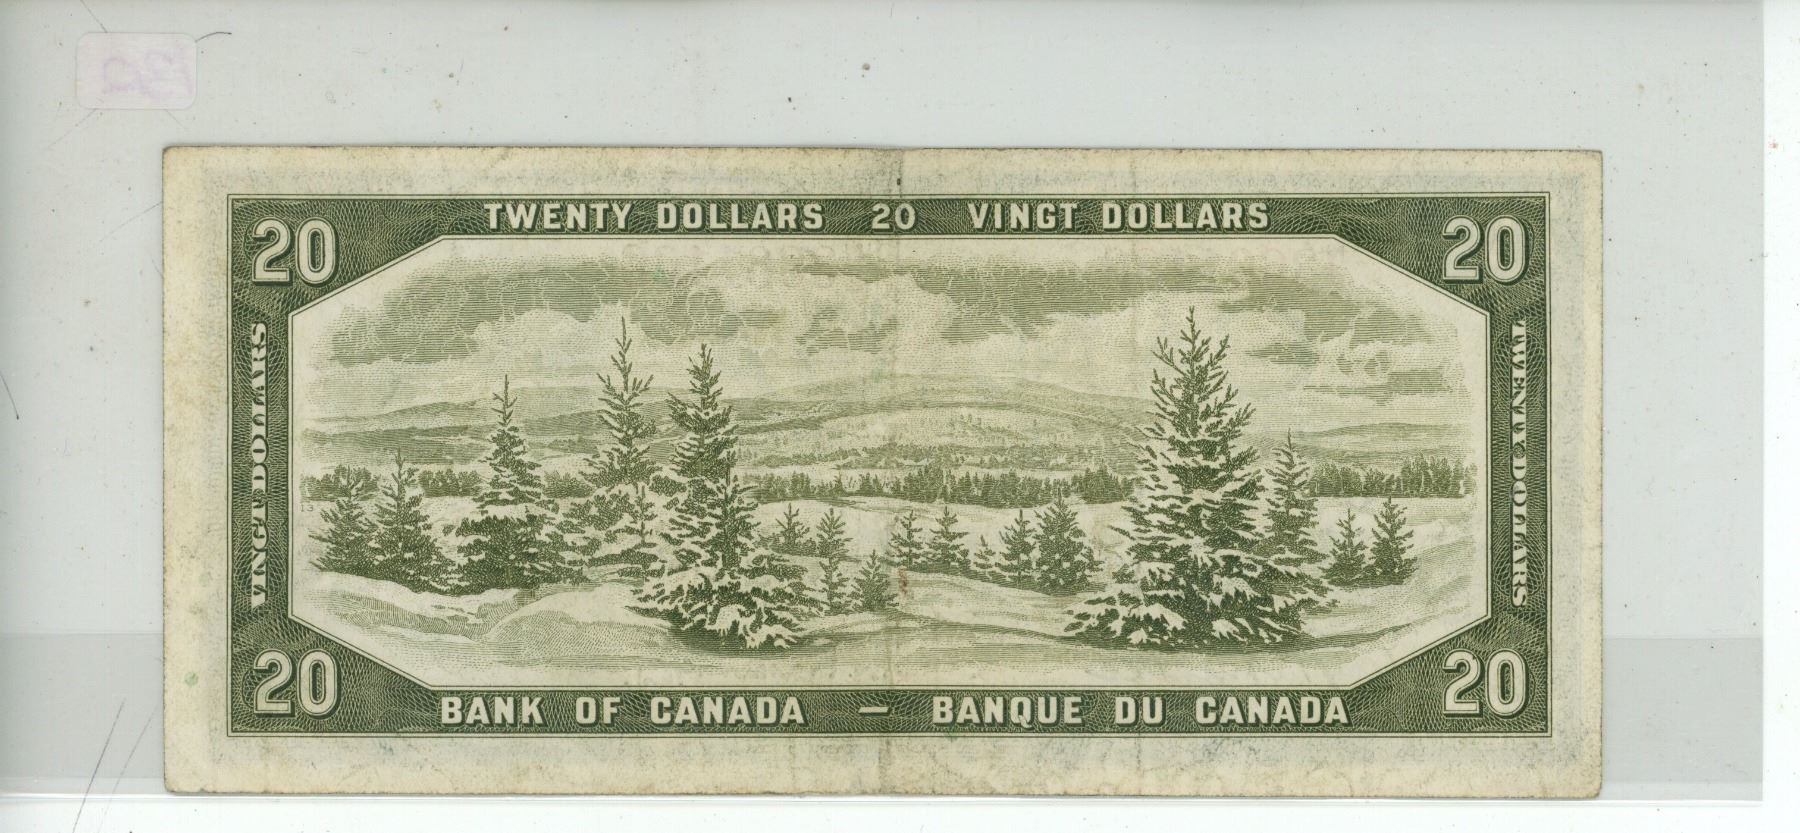 TWENTY DOLLARS 20 VINGT DOLLARS
20
20
VINGT DOLLARS
TWENTY DOLLARS
13
20
20
BANK OF CANADA – BANQUE DU CANADA